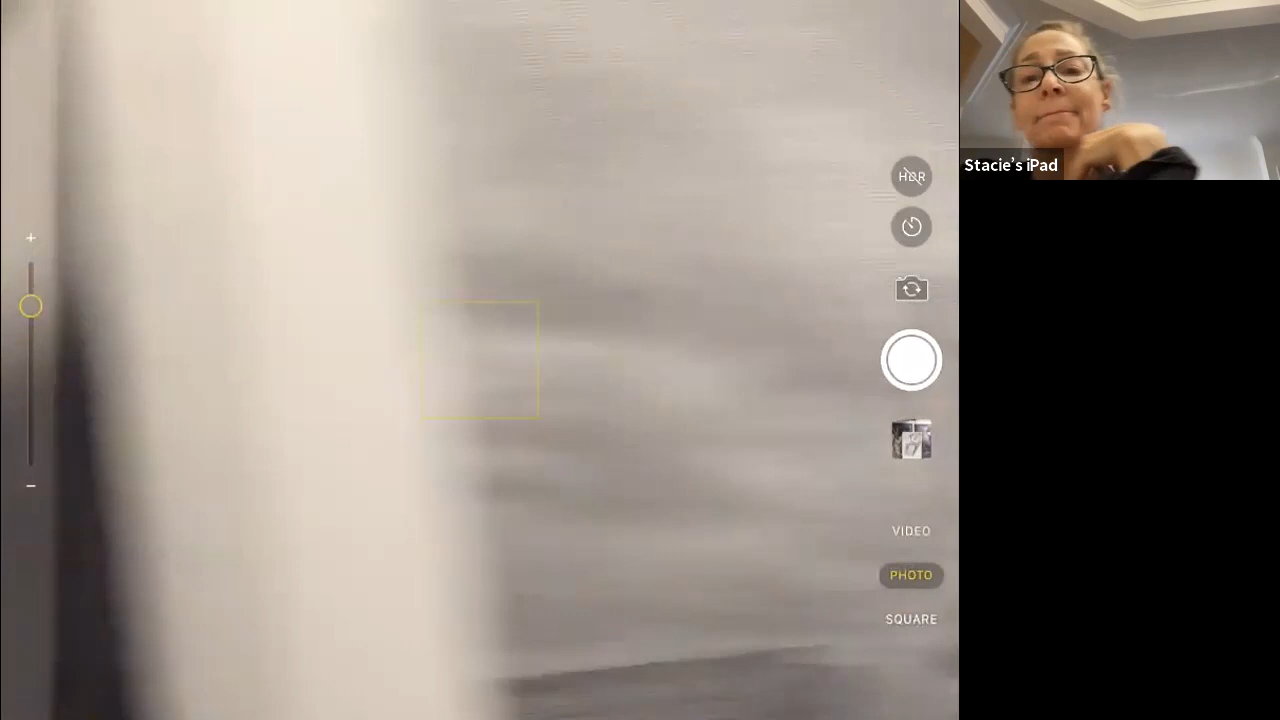 HDR
Stacie's iPad
+
−
VIDEO
PHOTO
SQUARE